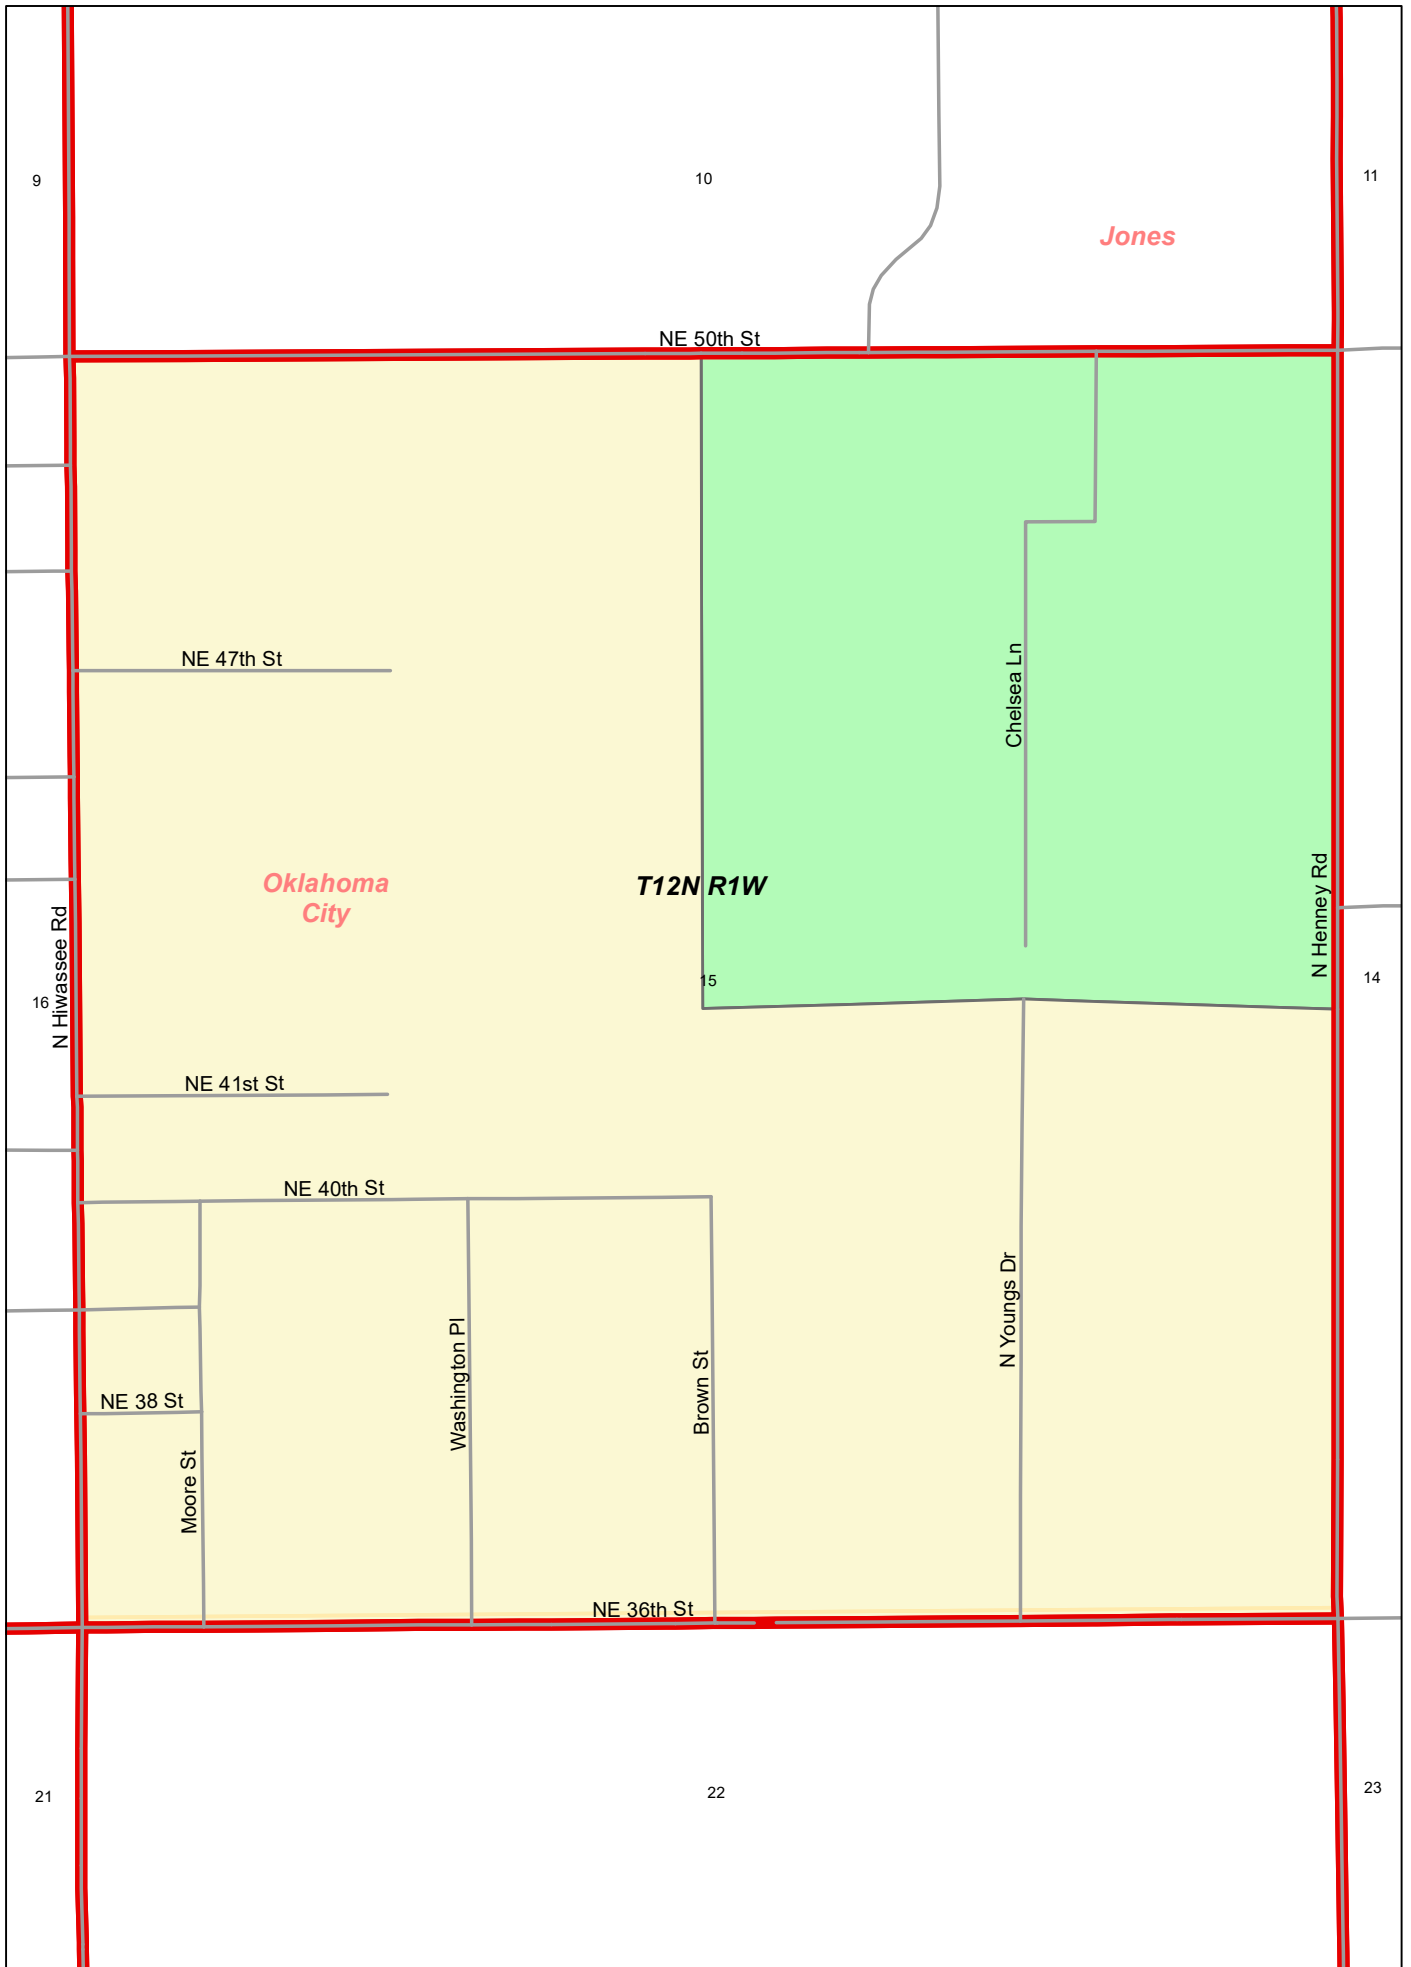 9
10
11
Jones
NE 50th St
NE 47th St
Chelsea Ln
Oklahoma
City
T12N R1W
N Hiwassee Rd
N Henney Rd
16
15
14
NE 41st St
NE 40th St
N Youngs Dr
Washington Pl
Brown St
NE 38 St
Moore St
NE 36th St
21
22
23